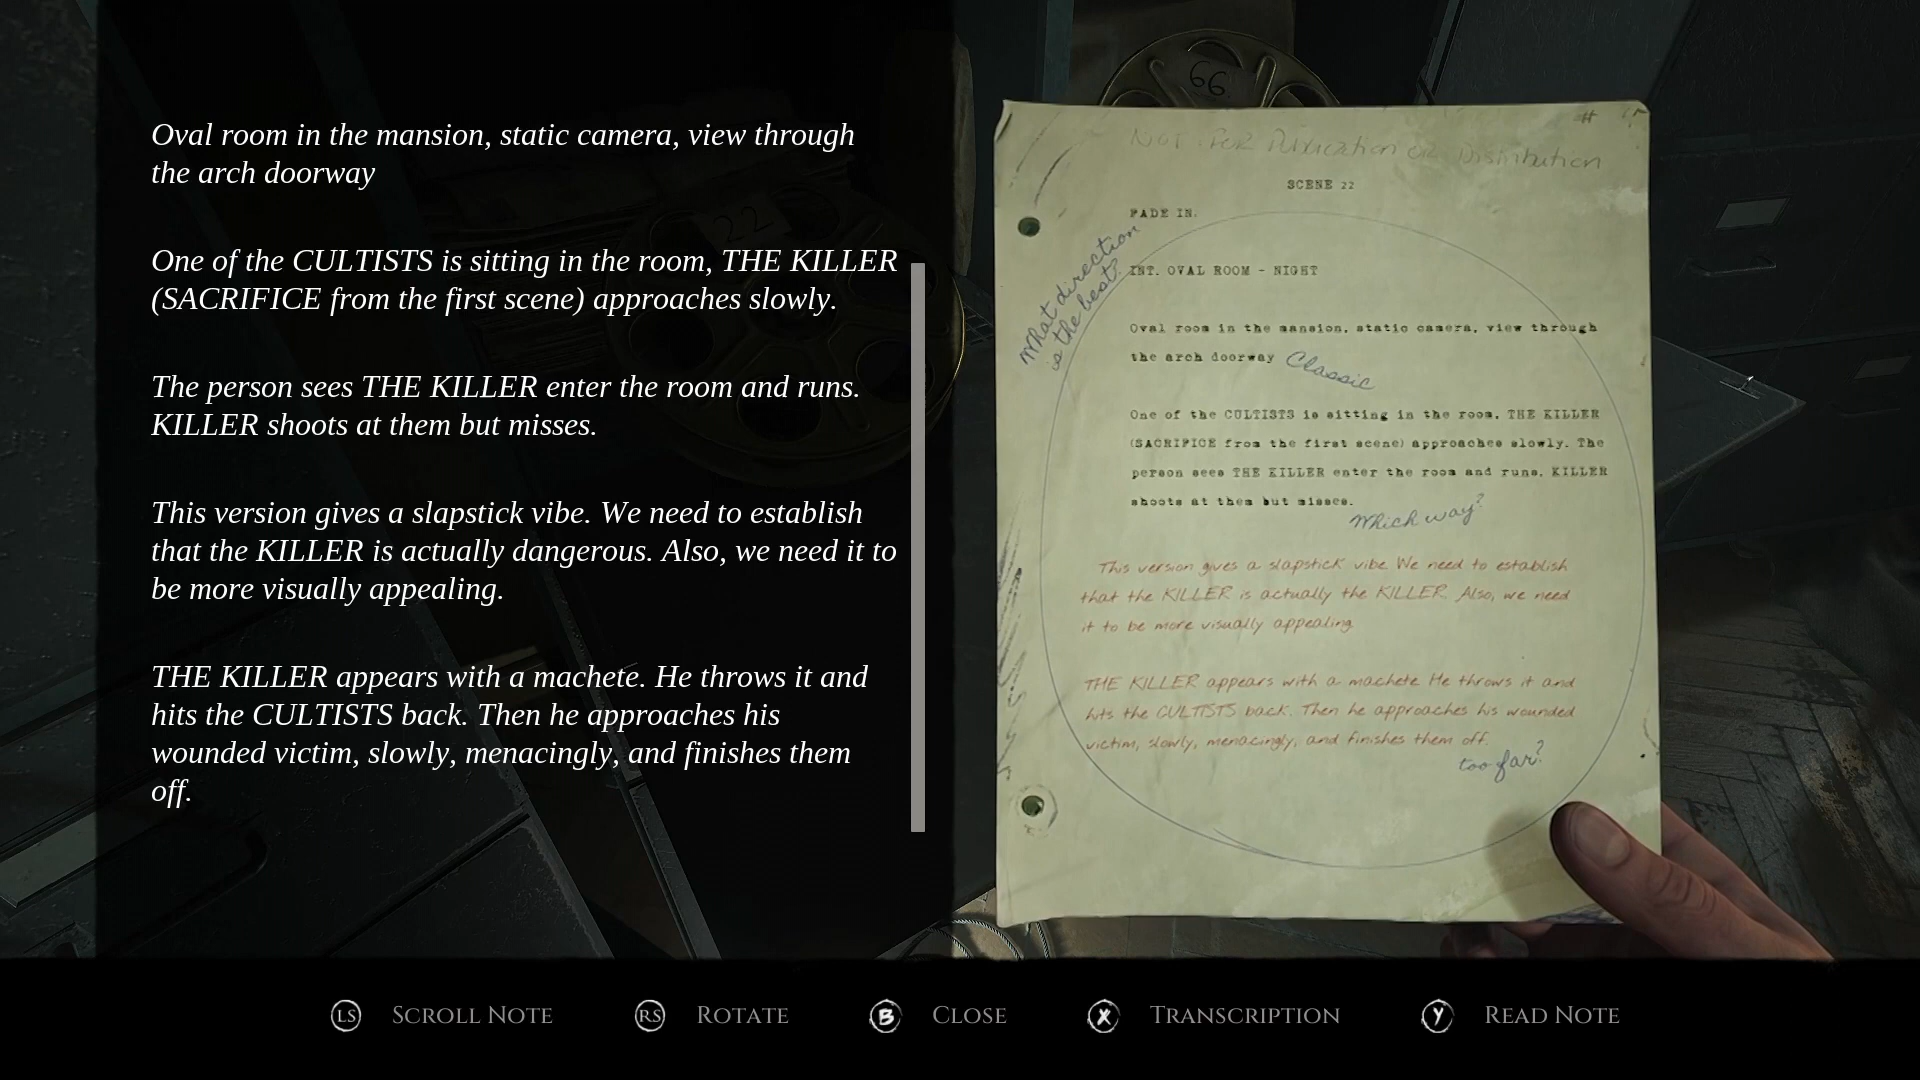 Oval room in the mansion, static camera, view through
the arch doorway
One of the CULTISTS is sitting in the room, THE KILLER
(SACRIFICE from the first scene) approaches slowly.
The person sees THE KILLER enter the room and runs.
KILLER shoots at them but misses.
This version gives a slapstick vibe. We need to establish
that the KILLER is actually dangerous. Also, we need it to
be more visually appealing.
THE KILLER appears with a machete. He throws it and
hits the CULTISTS back. Then he approaches his
wounded victim, slowly, menacingly, and finishes them
off.
66
22
#
NOT FOR Publication or Distribution
SCENE 22
FADE IN.
What direction
is the best?
INT. OVAL ROOM - NIGHT
Oval room in the mansion, static camera, view through
the arch doorway Classic
One of the CULTISTS is sitting in the room, THE KILLER
(SACRIFICE from the first scene) approaches slowly. The
person sees THE KILLER enter the room and runs. KILLER
shoots at them but misses.
Which way?
This version gives a slapstick vibe. We need to establish
that the KILLER is actually the KILLER. Also, we need
it to be more visually appealing
THE KILLER appears with a machete. He throws it and
hits the CULTISTS back. Then he approaches his wounded
victim, slowly, menacingly, and finishes them off.
too far?
LS SCROLL NOTE RS ROTATE B CLOSE X TRANSCRIPTION Y READ NOTE